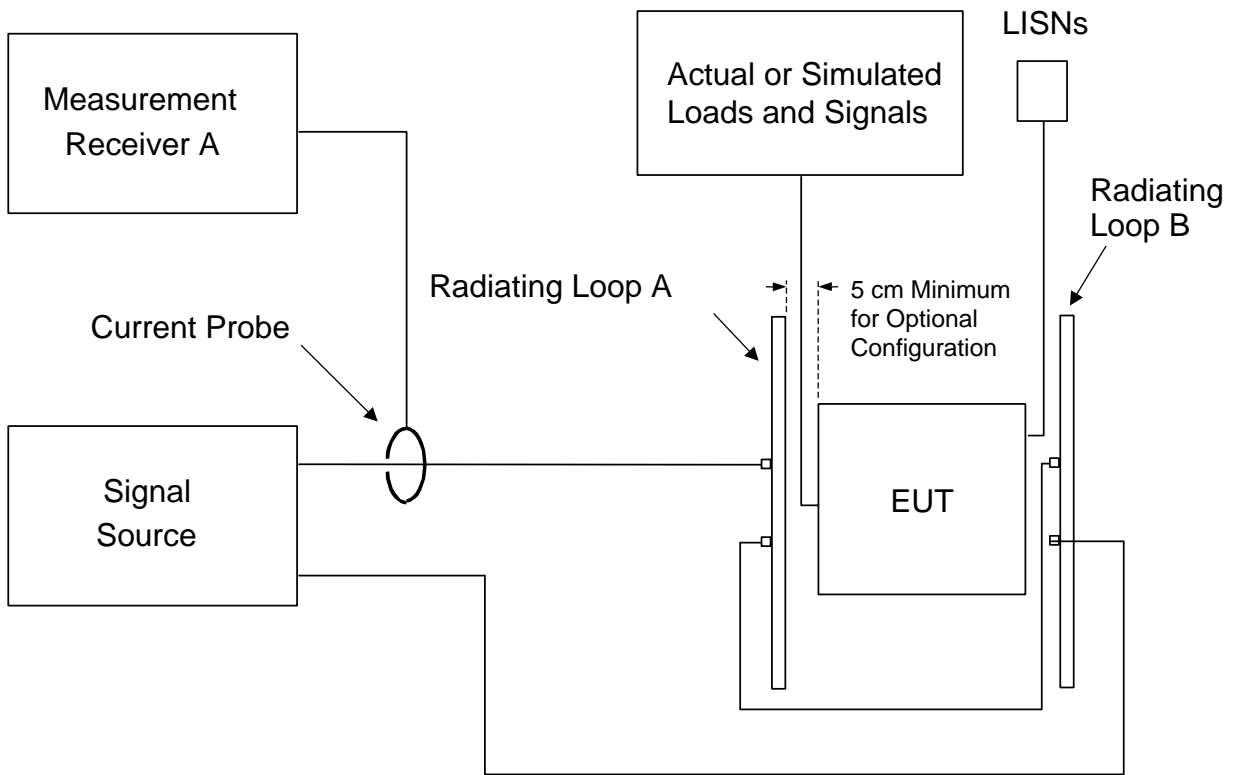 LISNs
Measurement
Receiver A
Actual or Simulated
Loads and Signals
Radiating
Loop B
Radiating Loop A
5 cm Minimum
for Optional
Configuration
Current Probe
Signal
Source
EUT